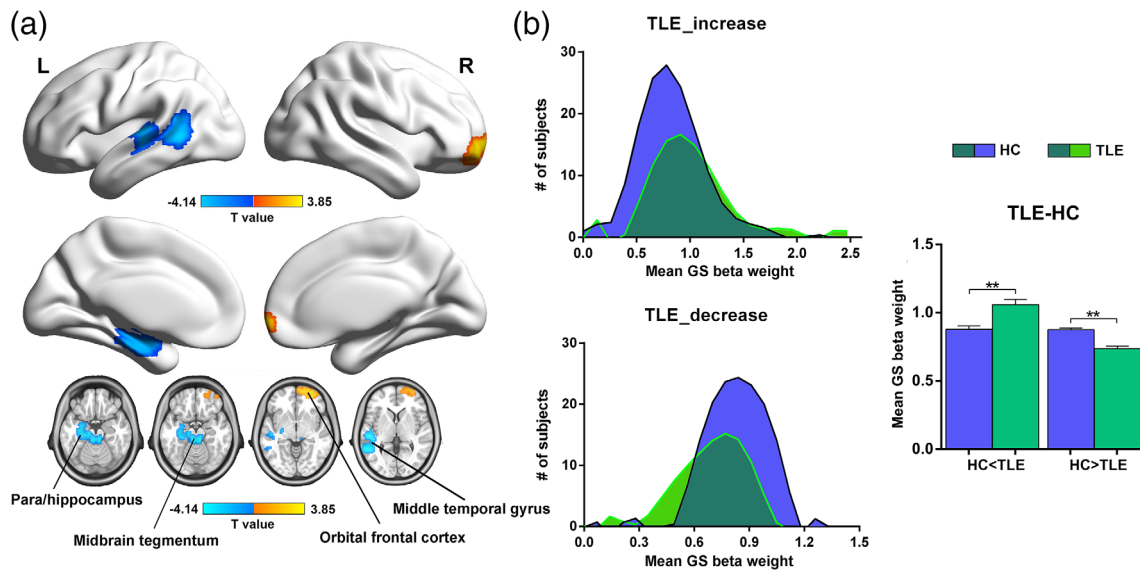 (a)
L
R
-4.14
3.85
T value
Para/hippocampus
Midbrain tegmentum
-4.14
3.85
T value
Middle temporal gyrus
Orbital frontal cortex
(b)
TLE_increase
# of subjects
30
20
10
0
0.0 0.5 1.0 1.5 2.0 2.5
Mean GS beta weight
TLE_decrease
# of subjects
30
20
10
0
0.0 0.3 0.6 0.9 1.2 1.5
Mean GS beta weight
HC
TLE
TLE-HC
Mean GS beta weight
1.5
1.0
0.5
0.0
**
**
HC<TLE
HC>TLE